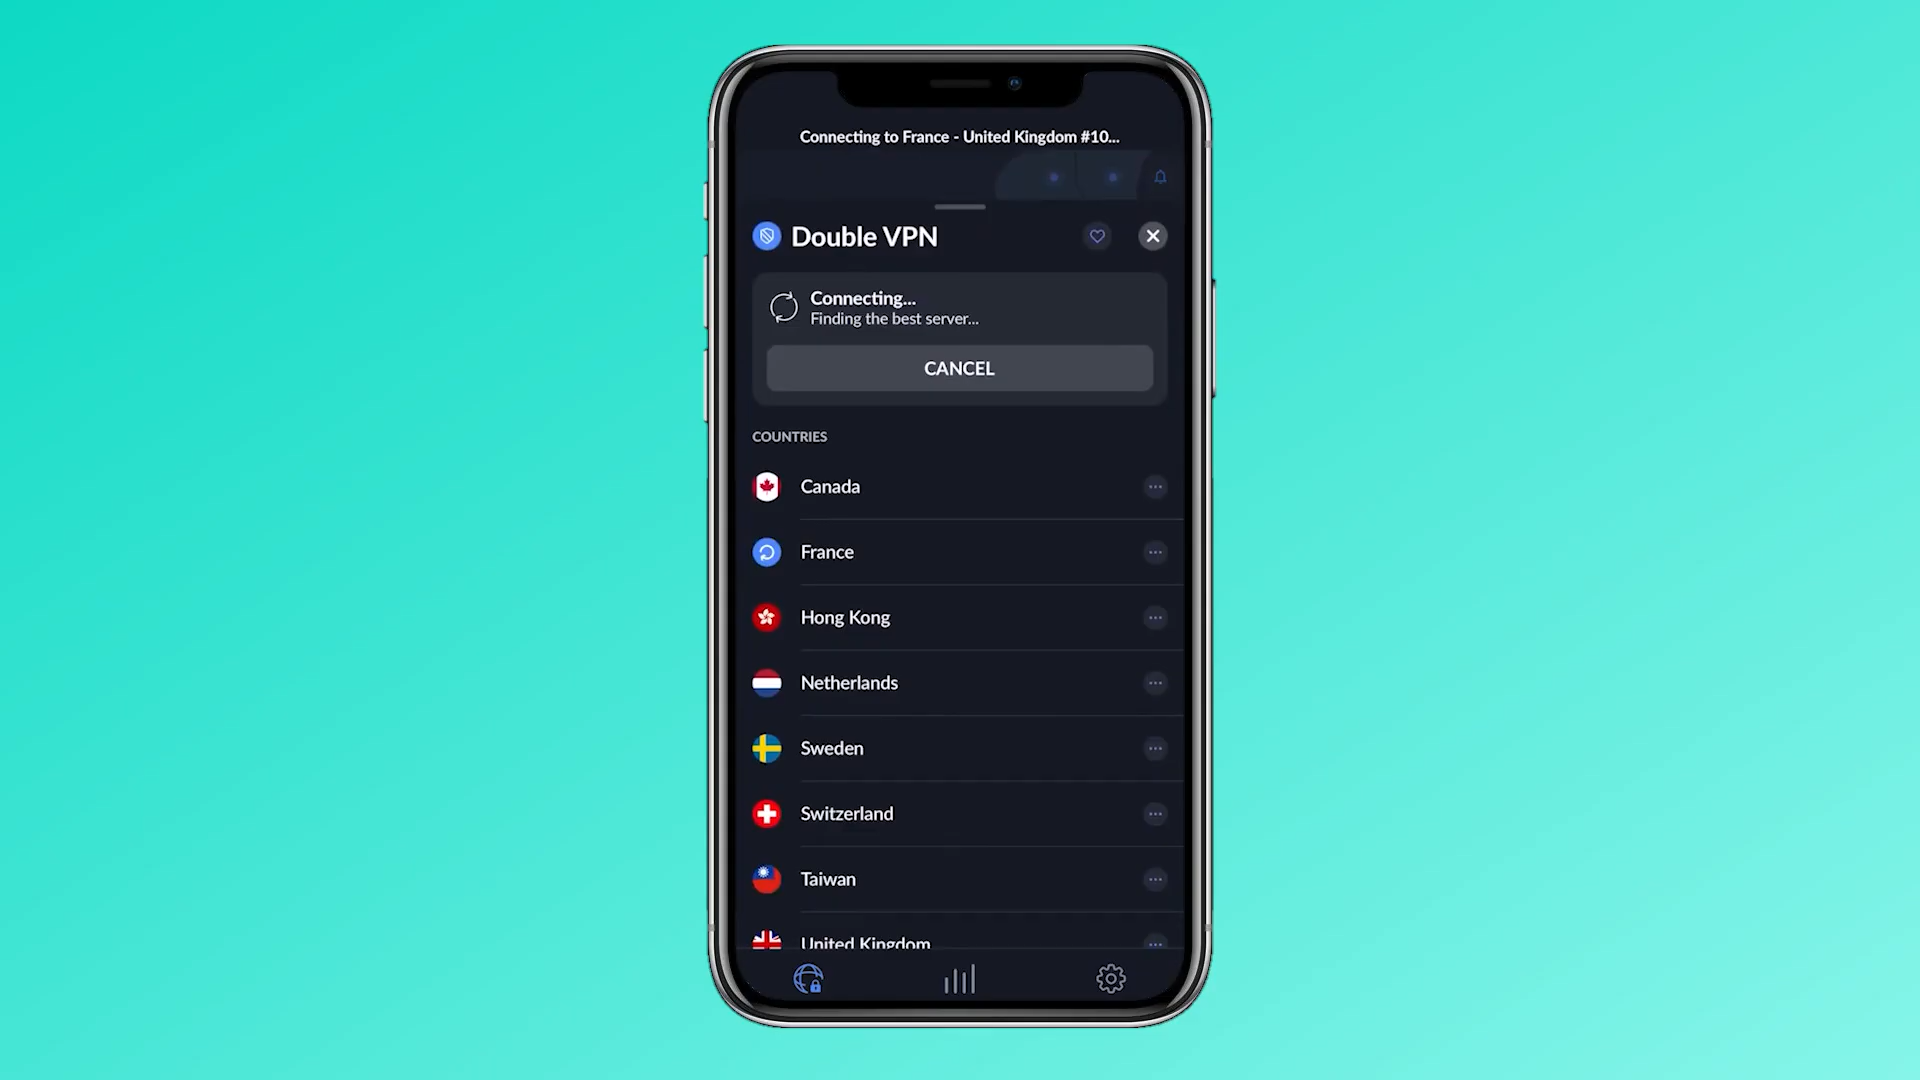 Connecting to France - United Kingdom #10...
Double VPN
Connecting...
Finding the best server...
CANCEL
COUNTRIES
Canada
France
Hong Kong
Netherlands
Sweden
Switzerland
Taiwan
United Kingdom